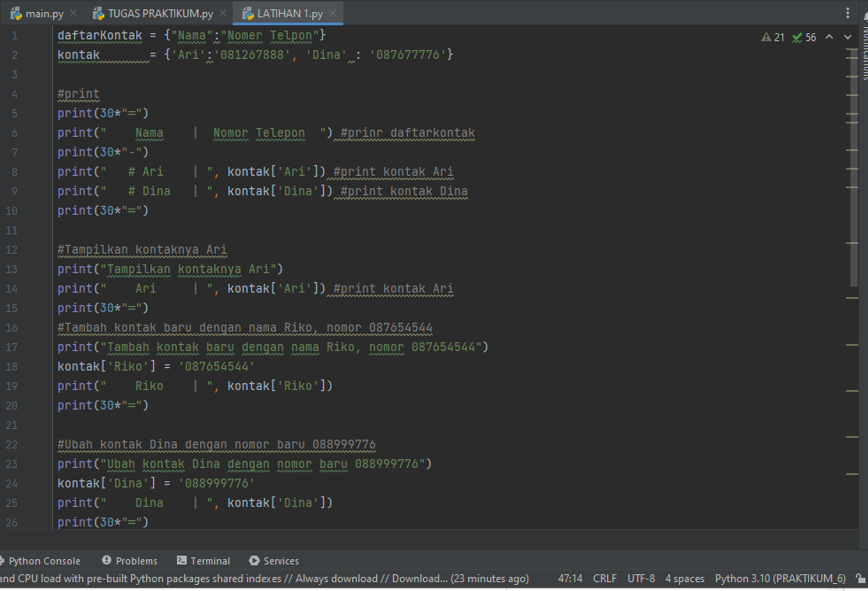 main.py TUGAS PRAKTIKUM.py LATIHAN 1.py
1 daftarKontak = {"Nama":"Nomer Telpon"} 21 56
2 kontak       = {'Ari':'081267888', 'Dina' : '087677776'}
3
4 #print
5 print(30*"=")
6 print("    Nama    |  Nomor Telepon  ") #prinr daftarkontak
7 print(30*"-")
8 print("   # Ari    | ", kontak['Ari']) #print kontak Ari
9 print("   # Dina   | ", kontak['Dina']) #print kontak Dina
10 print(30*"=")
11
12 #Tampilkan kontaknya Ari
13 print("Tampilkan kontaknya Ari")
14 print("    Ari     | ", kontak['Ari']) #print kontak Ari
15 print(30*"=")
16 #Tambah kontak baru dengan nama Riko, nomor 087654544
17 print("Tambah kontak baru dengan nama Riko, nomor 087654544")
18 kontak['Riko'] = '087654544'
19 print("    Riko    | ", kontak['Riko'])
20 print(30*"=")
21
22 #Ubah kontak Dina dengan nomor baru 088999776
23 print("Ubah kontak Dina dengan nomor baru 088999776")
24 kontak['Dina'] = '088999776'
25 print("    Dina    | ", kontak['Dina'])
26 print(30*"=")
Notifications
Python Console Problems Terminal Services
and CPU load with pre-built Python packages shared indexes // Always download // Download... (23 minutes ago) 47:14 CRLF UTF-8 4 spaces Python 3.10 (PRAKTIKUM_6)